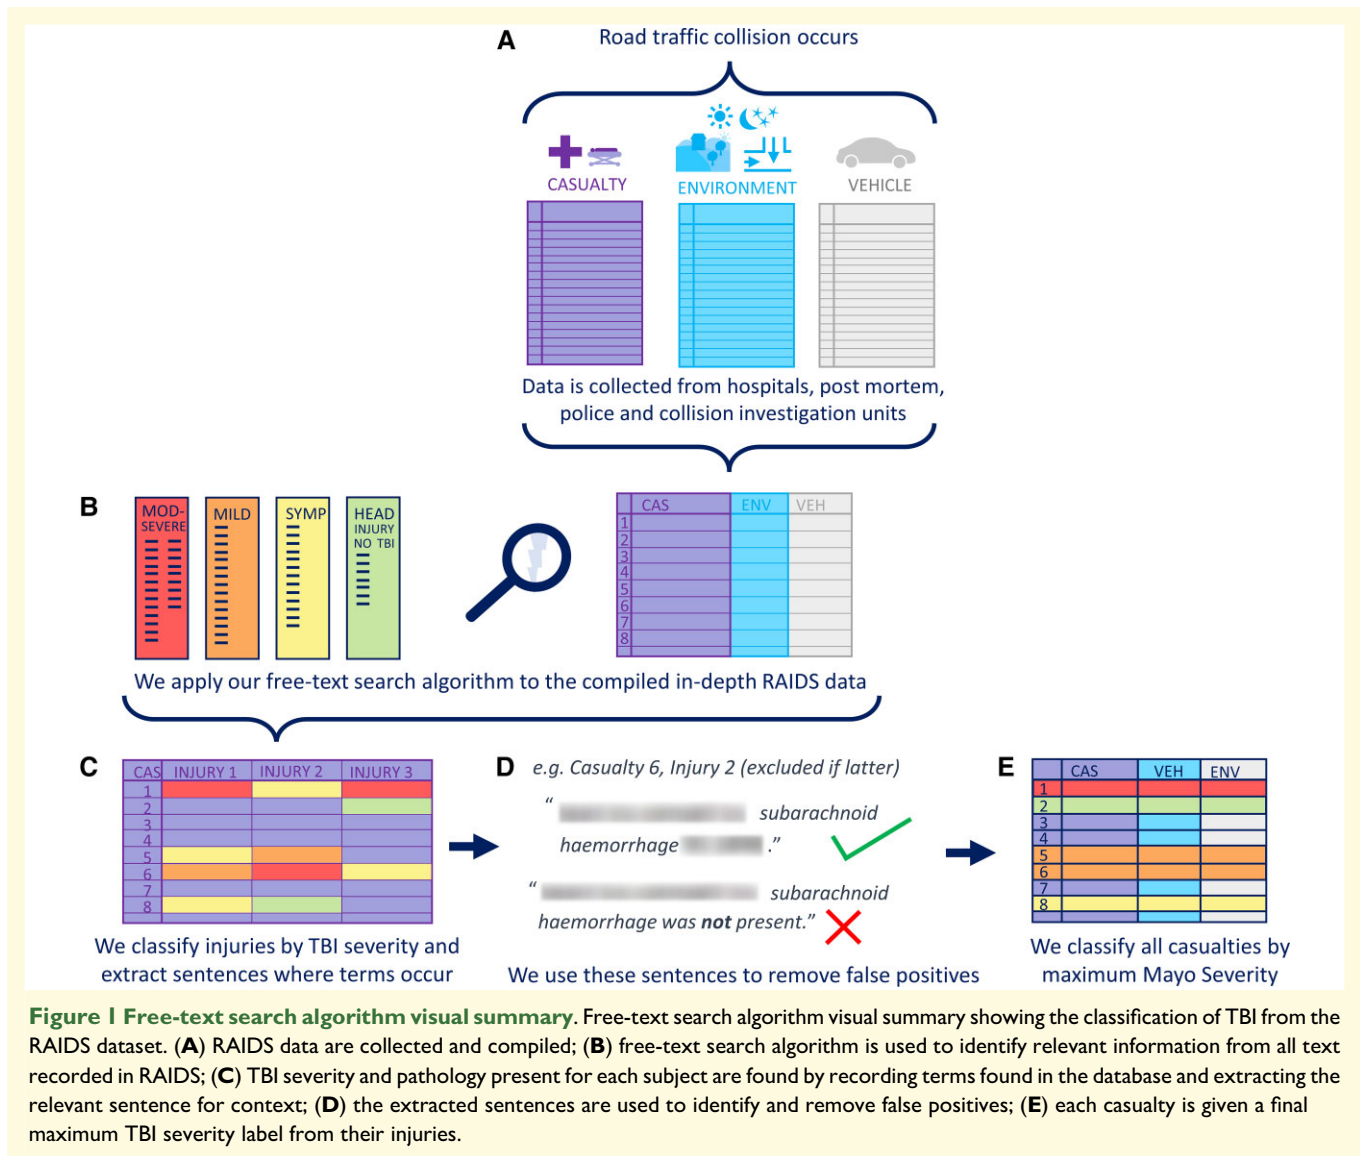 A
Road traffic collision occurs
CASUALTY
ENVIRONMENT
VEHICLE
Data is collected from hospitals, post mortem,
police and collision investigation units
B
MOD-
SEVERE
MILD
SYMP
HEAD
INJURY
NO TBI
CAS ENV VEH
1
2
3
4
5
6
7
8
We apply our free-text search algorithm to the compiled in-depth RAIDS data
C
CAS INJURY 1 INJURY 2 INJURY 3
1
2
3
4
5
6
7
8
We classify injuries by TBI severity and
extract sentences where terms occur
D
e.g. Casualty 6, Injury 2 (excluded if latter)
“ subarachnoid
haemorrhage .”
“ subarachnoid
haemorrhage was not present.”
We use these sentences to remove false positives
E
CAS VEH ENV
1
2
3
4
5
6
7
8
We classify all casualties by
maximum Mayo Severity
Figure 1 Free-text search algorithm visual summary. Free-text search algorithm visual summary showing the classification of TBI from the
RAIDS dataset. (A) RAIDS data are collected and compiled; (B) free-text search algorithm is used to identify relevant information from all text
recorded in RAIDS; (C) TBI severity and pathology present for each subject are found by recording terms found in the database and extracting the
relevant sentence for context; (D) the extracted sentences are used to identify and remove false positives; (E) each casualty is given a final
maximum TBI severity label from their injuries.